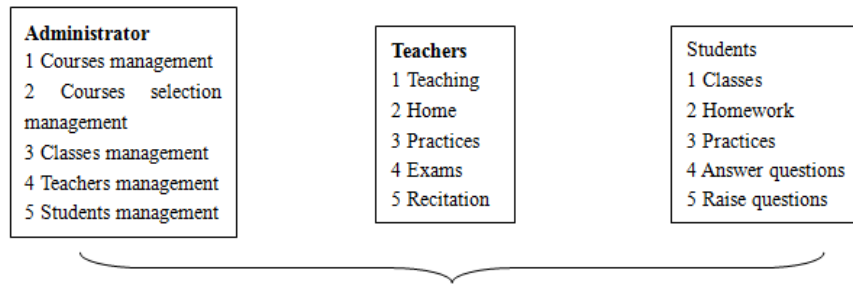 Administrator
1 Courses management
2 Courses selection
management
3 Classes management
4 Teachers management
5 Students management
Teachers
1 Teaching
2 Home
3 Practices
4 Exams
5 Recitation
Students
1 Classes
2 Homework
3 Practices
4 Answer questions
5 Raise questions